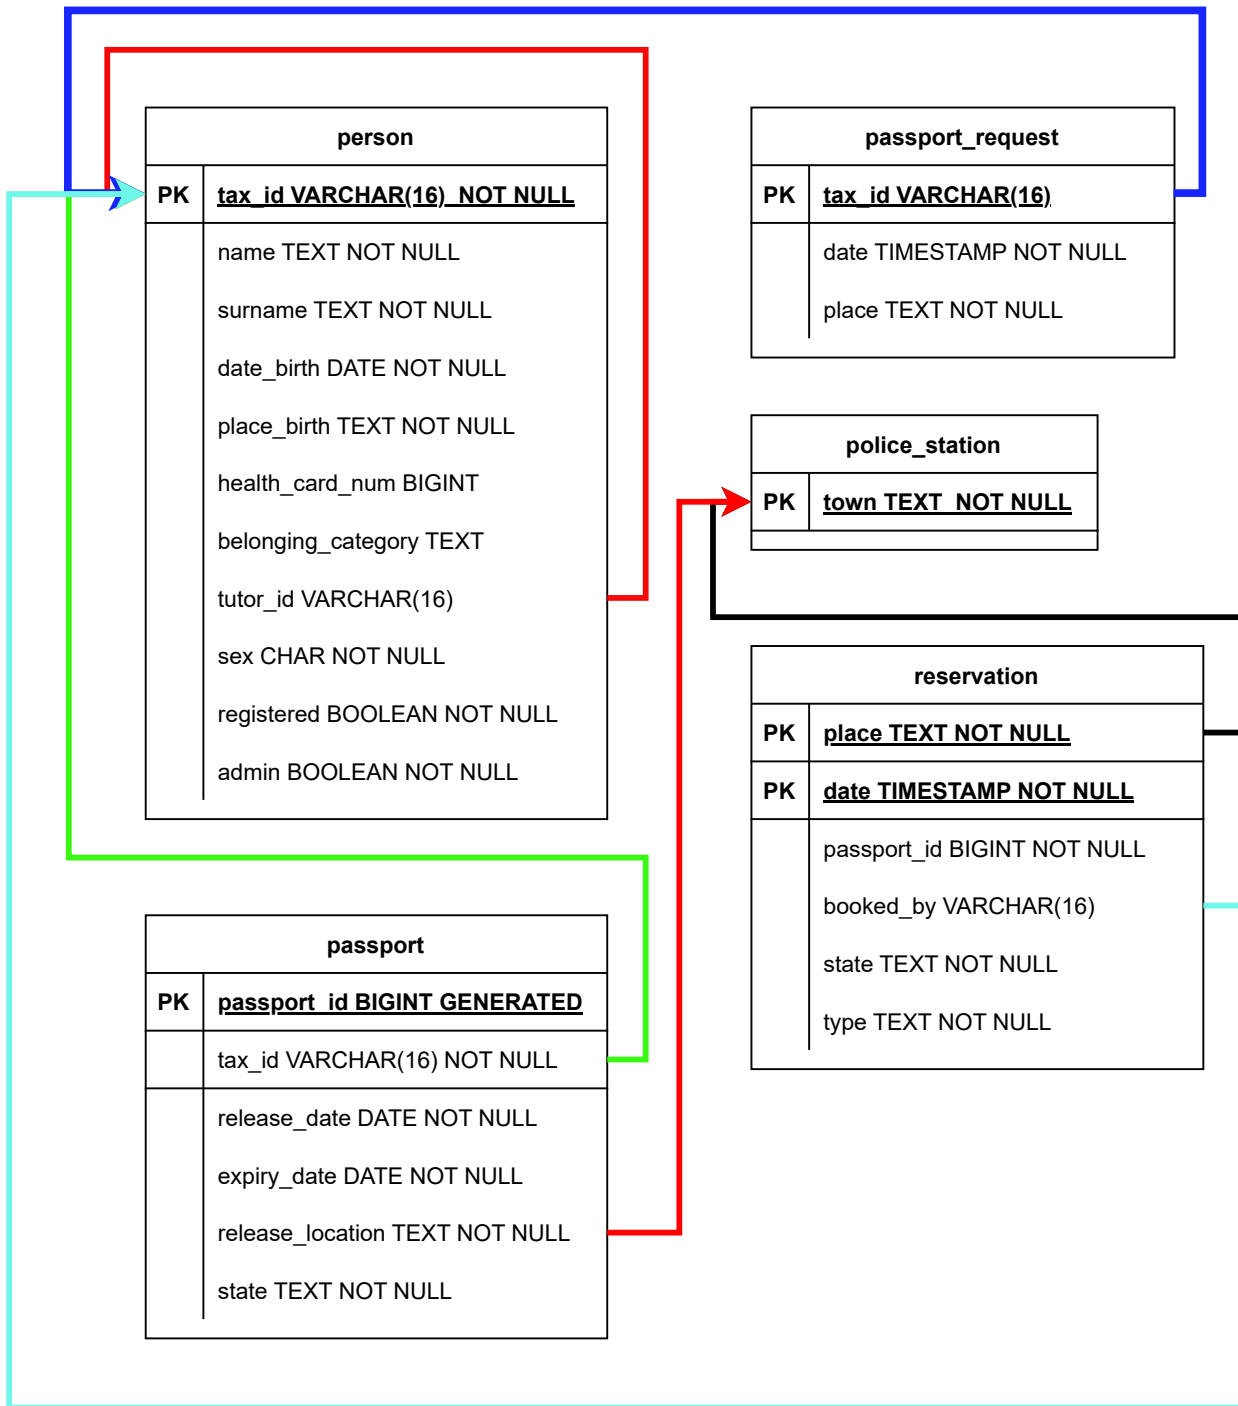 person
PK tax_id VARCHAR(16) NOT NULL
name TEXT NOT NULL
surname TEXT NOT NULL
date_birth DATE NOT NULL
place_birth TEXT NOT NULL
health_card_num BIGINT
belonging_category TEXT
tutor_id VARCHAR(16)
sex CHAR NOT NULL
registered BOOLEAN NOT NULL
admin BOOLEAN NOT NULL
passport_request
PK tax_id VARCHAR(16)
date TIMESTAMP NOT NULL
place TEXT NOT NULL
police_station
PK town TEXT NOT NULL
reservation
PK place TEXT NOT NULL
PK date TIMESTAMP NOT NULL
passport_id BIGINT NOT NULL
booked_by VARCHAR(16)
state TEXT NOT NULL
type TEXT NOT NULL
passport
PK passport_id BIGINT GENERATED
tax_id VARCHAR(16) NOT NULL
release_date DATE NOT NULL
expiry_date DATE NOT NULL
release_location TEXT NOT NULL
state TEXT NOT NULL